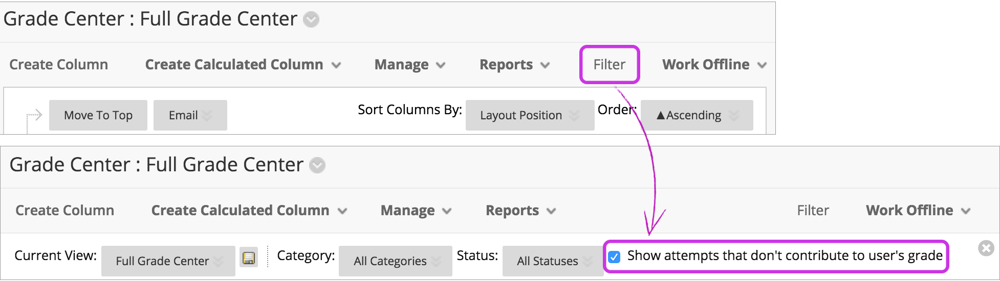 Grade Center : Full Grade Center
Create Column Create Calculated Column Manage Reports Filter Work Offline
Move To Top Email Sort Columns By: Layout Position Order: ▲Ascending
Grade Center : Full Grade Center
Create Column Create Calculated Column Manage Reports Filter Work Offline
Current View: Full Grade Center Category: All Categories Status: All Statuses Show attempts that don't contribute to user's grade